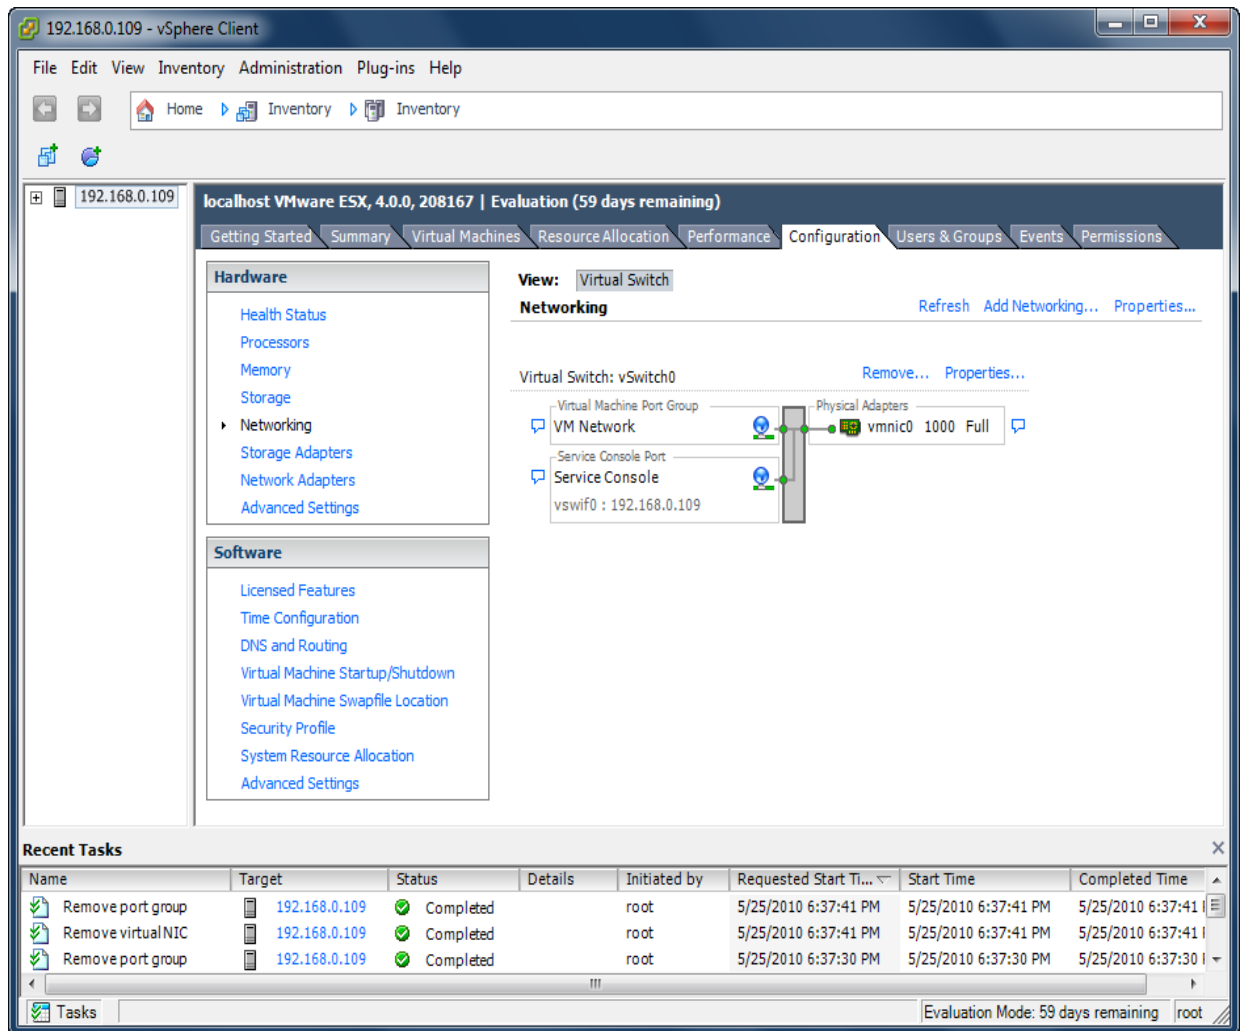 192.168.0.109 - vSphere Client
File Edit View Inventory Administration Plug-ins Help
Home Inventory Inventory
192.168.0.109
localhost VMware ESX, 4.0.0, 208167 | Evaluation (59 days remaining)
Getting Started Summary Virtual Machines Resource Allocation Performance Configuration Users & Groups Events Permissions
Hardware
Health Status
Processors
Memory
Storage
Networking
Storage Adapters
Network Adapters
Advanced Settings
Software
Licensed Features
Time Configuration
DNS and Routing
Virtual Machine Startup/Shutdown
Virtual Machine Swapfile Location
Security Profile
System Resource Allocation
Advanced Settings
View: Virtual Switch
Networking Refresh Add Networking... Properties...
Virtual Switch: vSwitch0 Remove... Properties...
Virtual Machine Port Group Physical Adapters
VM Network vmnic0 1000 Full
Service Console Port
Service Console
vswif0 : 192.168.0.109
Recent Tasks
Name Target Status Details Initiated by Requested Start Ti... Start Time Completed Time
Remove port group 192.168.0.109 Completed root 5/25/2010 6:37:41 PM 5/25/2010 6:37:41 PM 5/25/2010 6:37:41
Remove virtual NIC 192.168.0.109 Completed root 5/25/2010 6:37:41 PM 5/25/2010 6:37:41 PM 5/25/2010 6:37:41
Remove port group 192.168.0.109 Completed root 5/25/2010 6:37:30 PM 5/25/2010 6:37:30 PM 5/25/2010 6:37:30
Tasks Evaluation Mode: 59 days remaining root